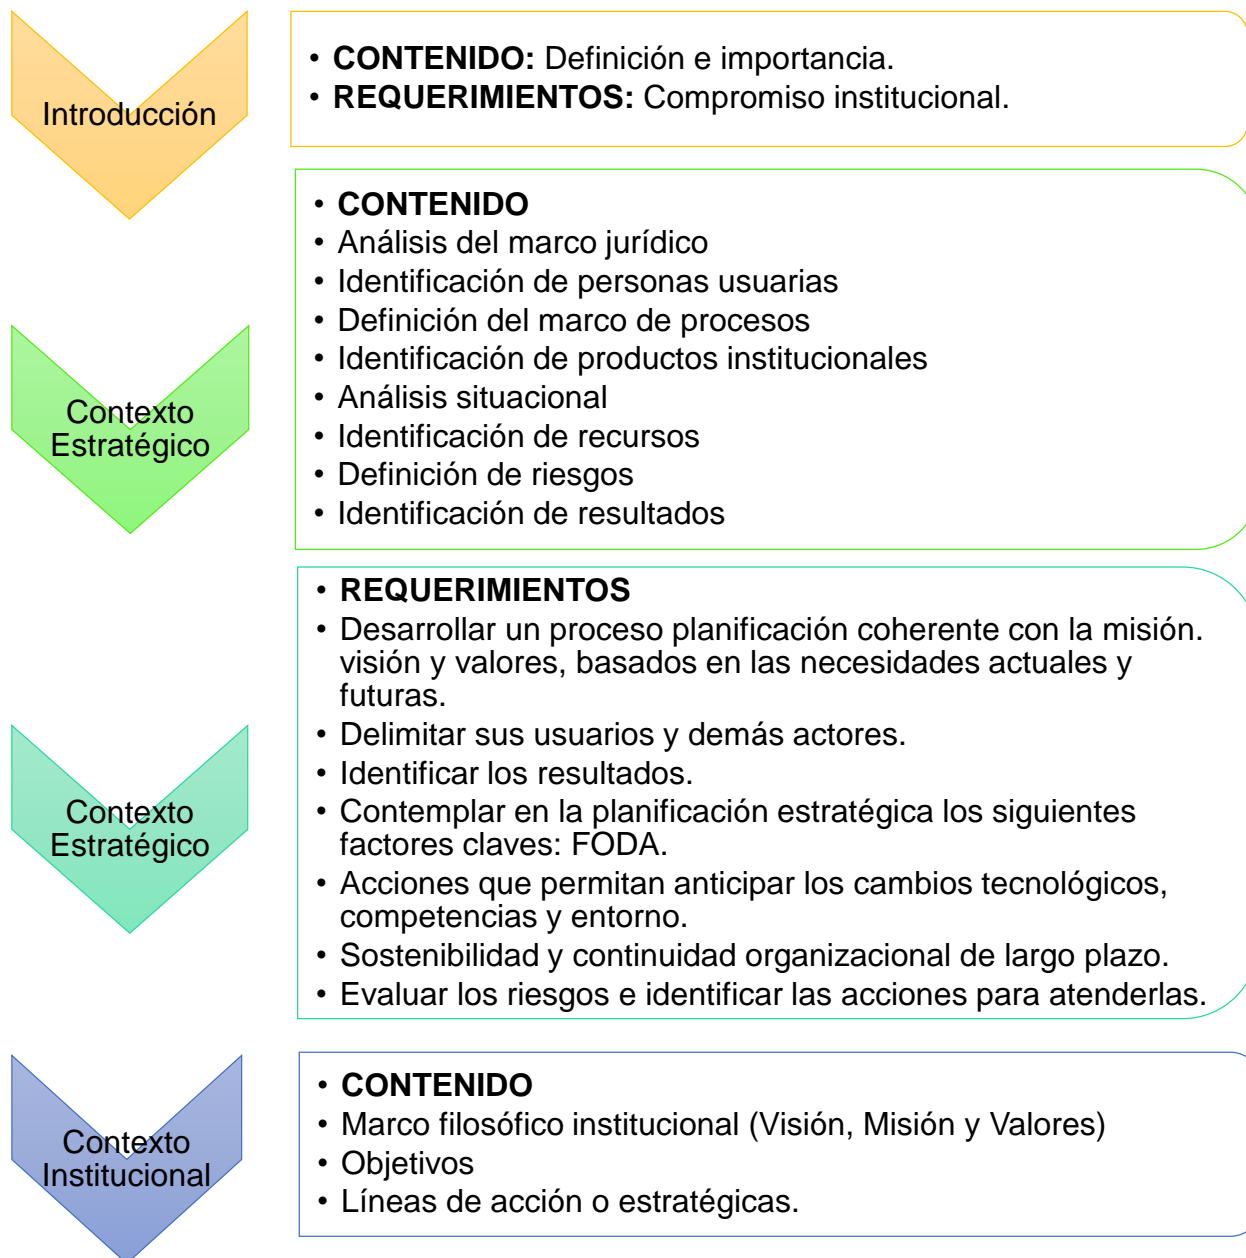 Introducción
• CONTENIDO: Definición e importancia.
• REQUERIMIENTOS: Compromiso institucional.
Contexto
Estratégico
• CONTENIDO
• Análisis del marco jurídico
• Identificación de personas usuarias
• Definición del marco de procesos
• Identificación de productos institucionales
• Análisis situacional
• Identificación de recursos
• Definición de riesgos
• Identificación de resultados
Contexto
Estratégico
• REQUERIMIENTOS
• Desarrollar un proceso planificación coherente con la misión.
visión y valores, basados en las necesidades actuales y
futuras.
• Delimitar sus usuarios y demás actores.
• Identificar los resultados.
• Contemplar en la planificación estratégica los siguientes
factores claves: FODA.
• Acciones que permitan anticipar los cambios tecnológicos,
competencias y entorno.
• Sostenibilidad y continuidad organizacional de largo plazo.
• Evaluar los riesgos e identificar las acciones para atenderlas.
Contexto
Institucional
• CONTENIDO
• Marco filosófico institucional (Visión, Misión y Valores)
• Objetivos
• Líneas de acción o estratégicas.